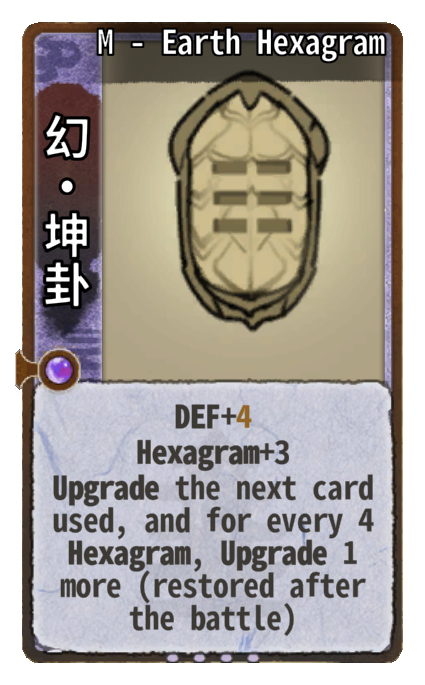 M - Earth Hexagram
幻・坤卦
DEF+4
Hexagram+3
Upgrade the next card
used, and for every 4
Hexagram, Upgrade 1
more (restored after
the battle)